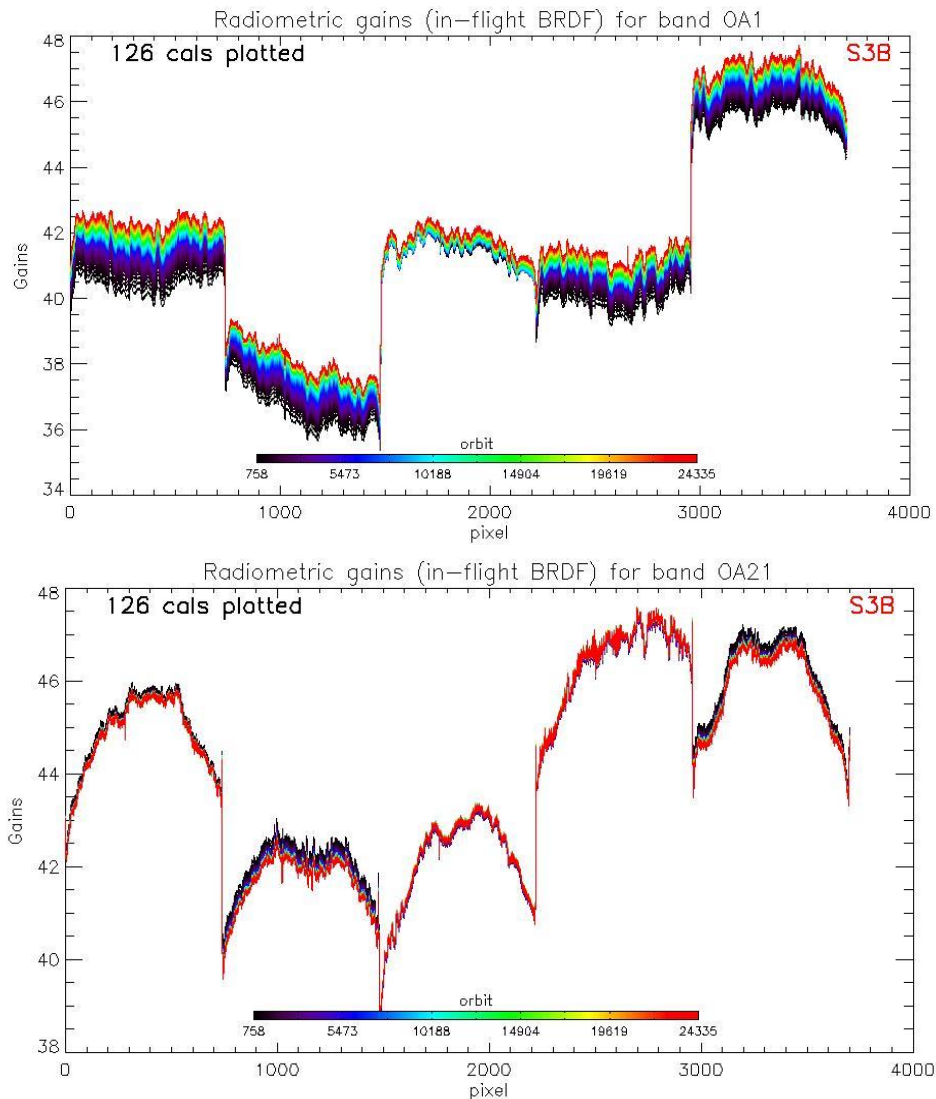 Radiometric gains (in-flight BRDF) for band OA1
126 cals plotted
S3B
48
46
44
42
40
38
36
34
Gains
orbit
758 5473 10188 14904 19619 24335
0 1000 2000 3000 4000
pixel
Radiometric gains (in-flight BRDF) for band OA21
126 cals plotted
S3B
48
46
44
42
40
38
Gains
orbit
758 5473 10188 14904 19619 24335
0 1000 2000 3000 4000
pixel